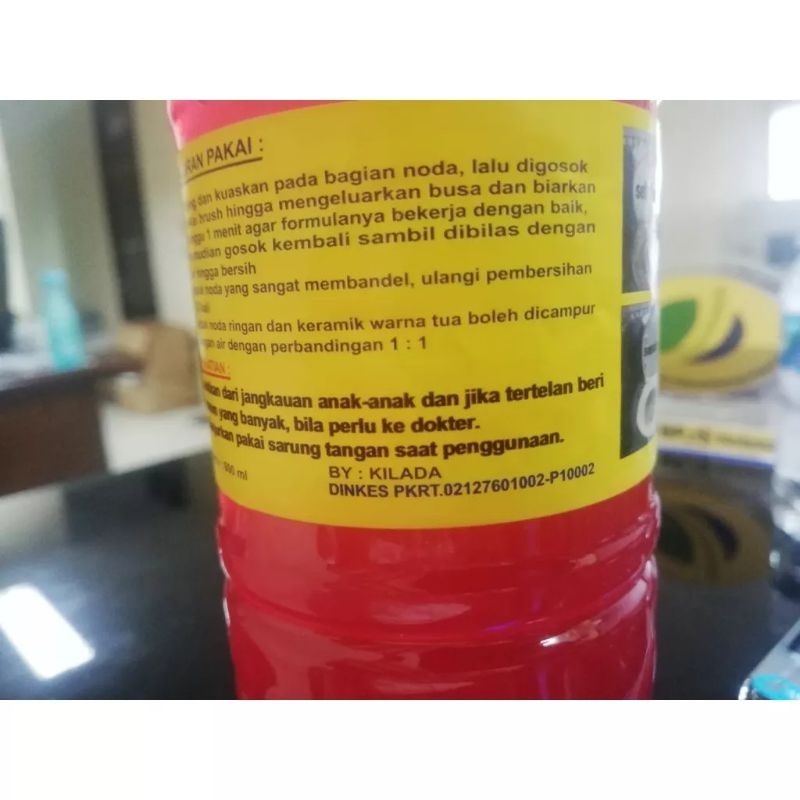 RAN PAKAI :
dan kuaskan pada bagian noda, lalu digosok
brush hingga mengeluarkan busa dan biarkan
1 menit agar formulanya bekerja dengan baik,
mudian gosok kembali sambil dibilas dengan
hingga bersih
noda yang sangat membandel, ulangi pembersihan
noda ringan dan keramik warna tua boleh dicampur
air dengan perbandingan 1 : 1
dari jangkauan anak-anak dan jika tertelan beri
yang banyak, bila perlu ke dokter.
pakai sarung tangan saat penggunaan.
800 ml
BY : KILADA
DINKES PKRT.02127601002-P10002